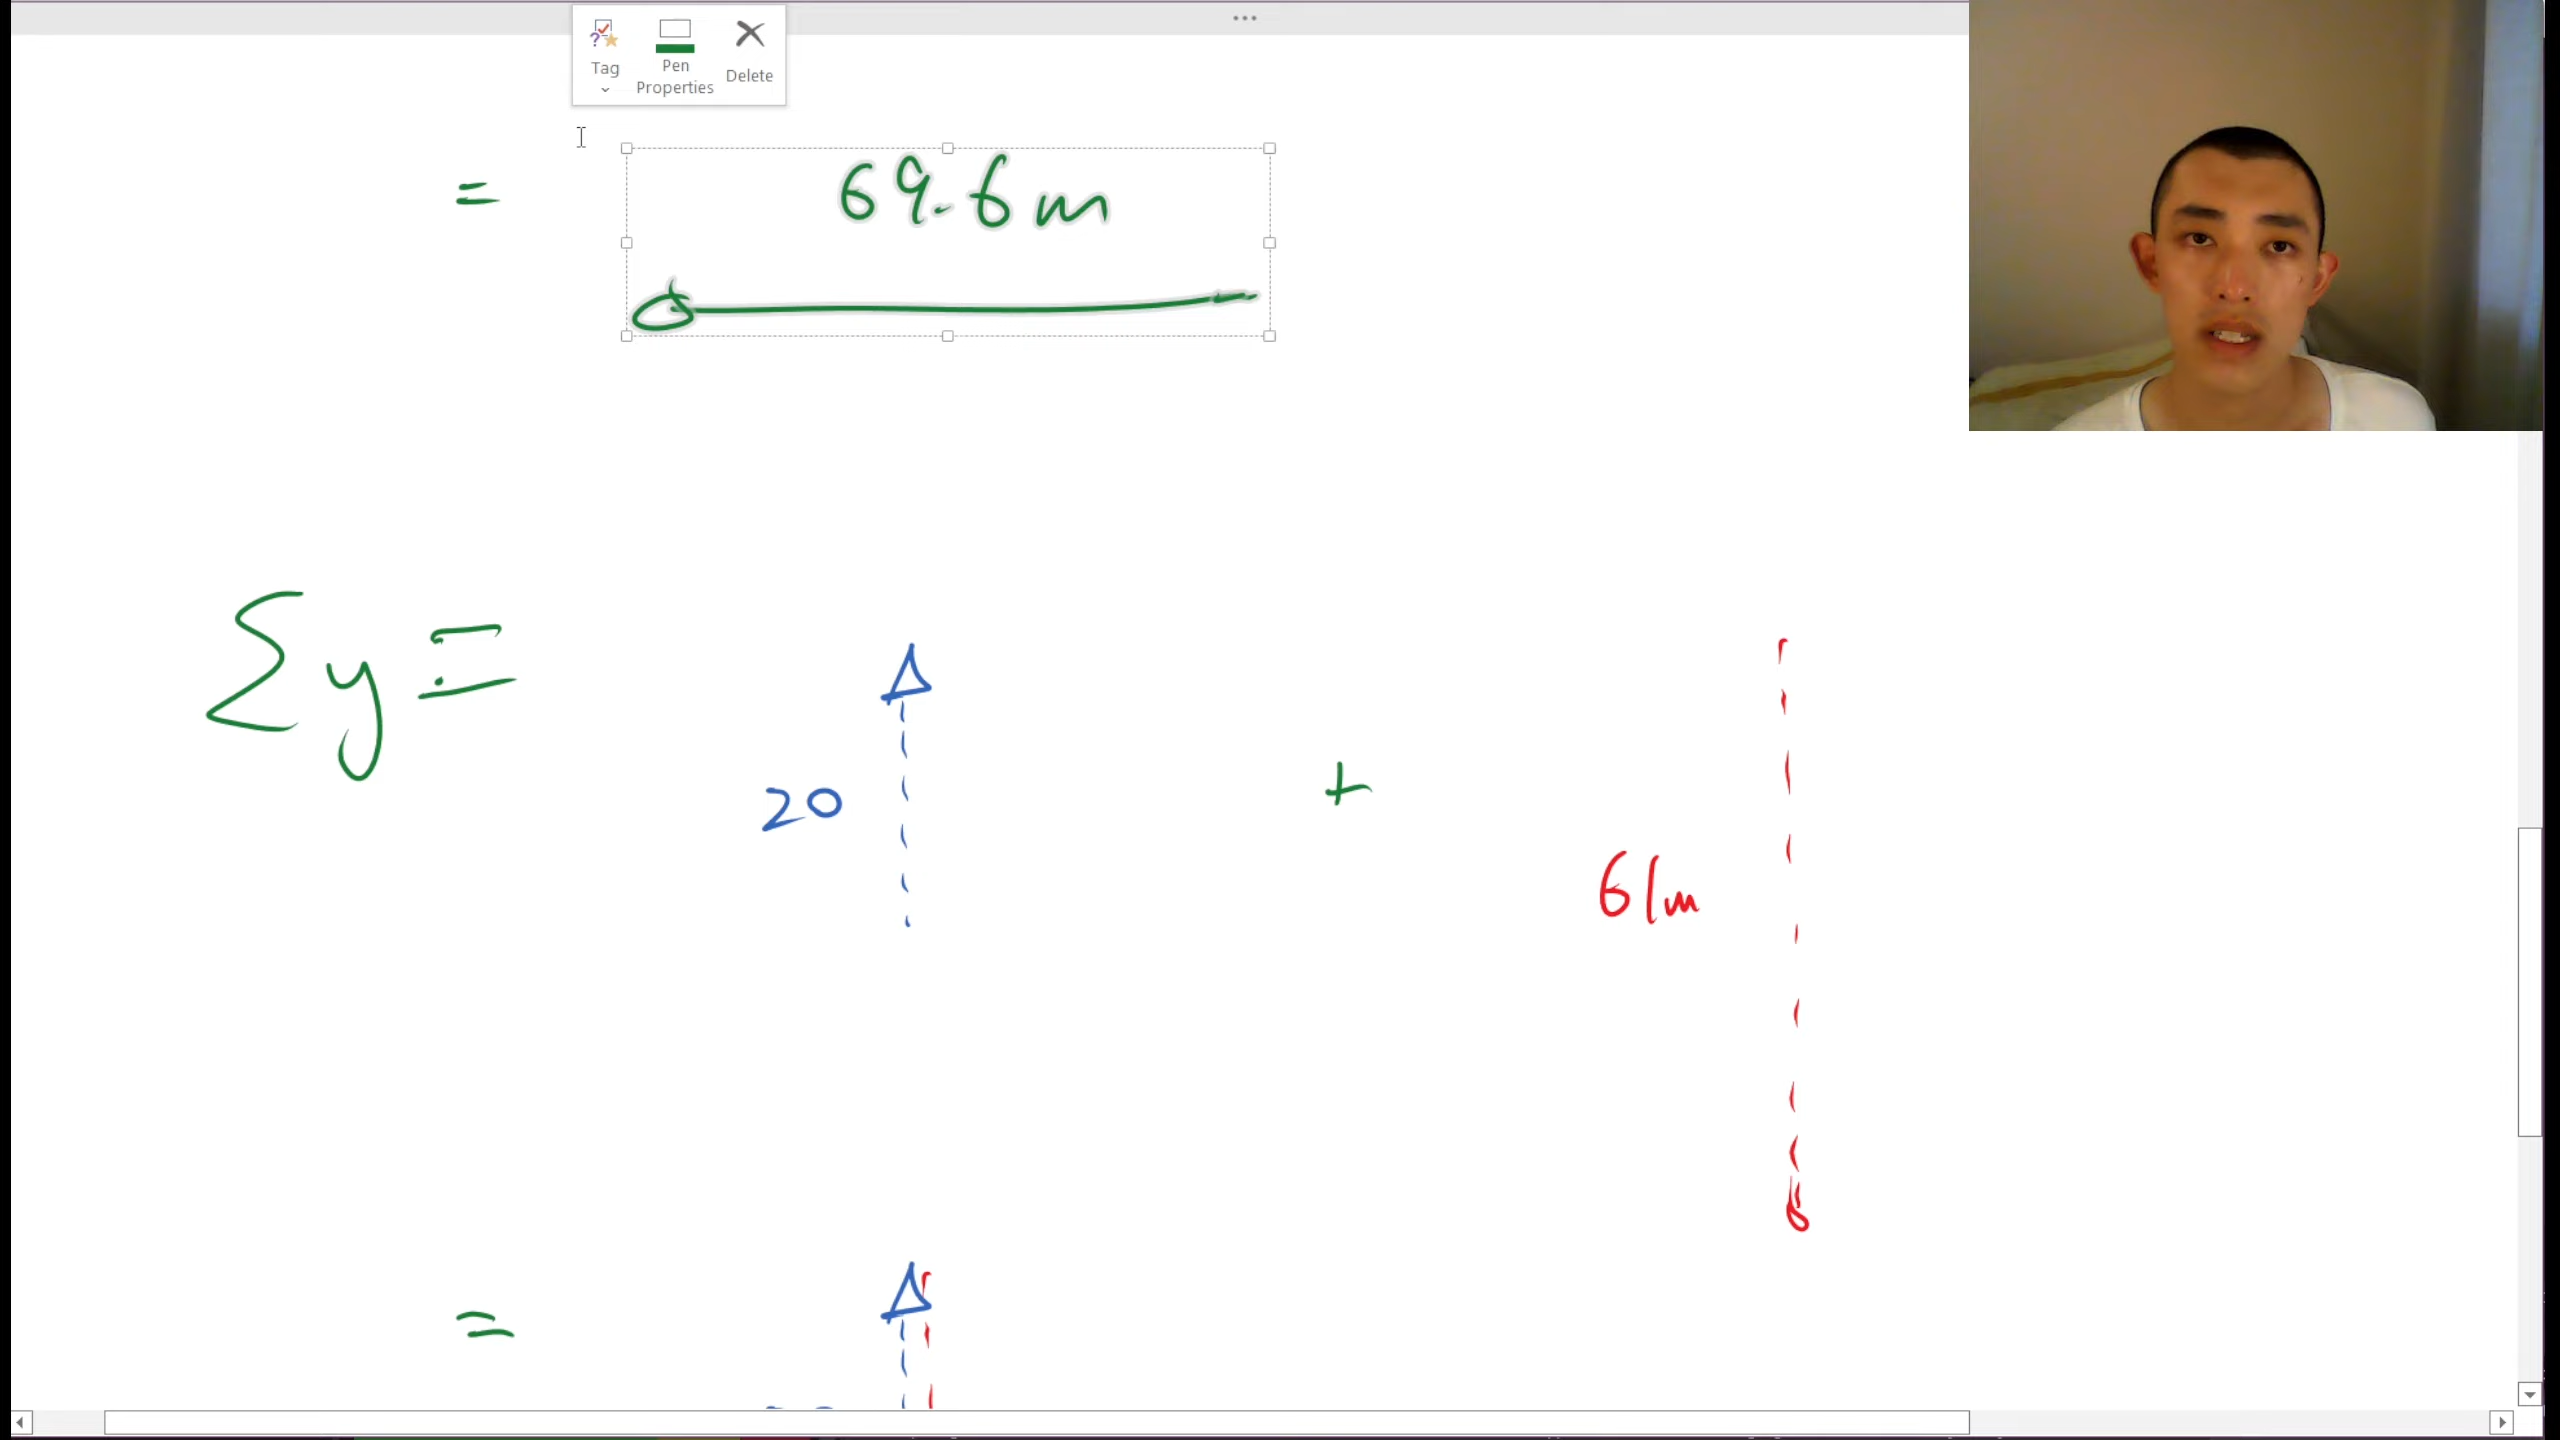 Tag
Pen
Properties
Delete
= 69.6m
Σy =
20 + 61m
=